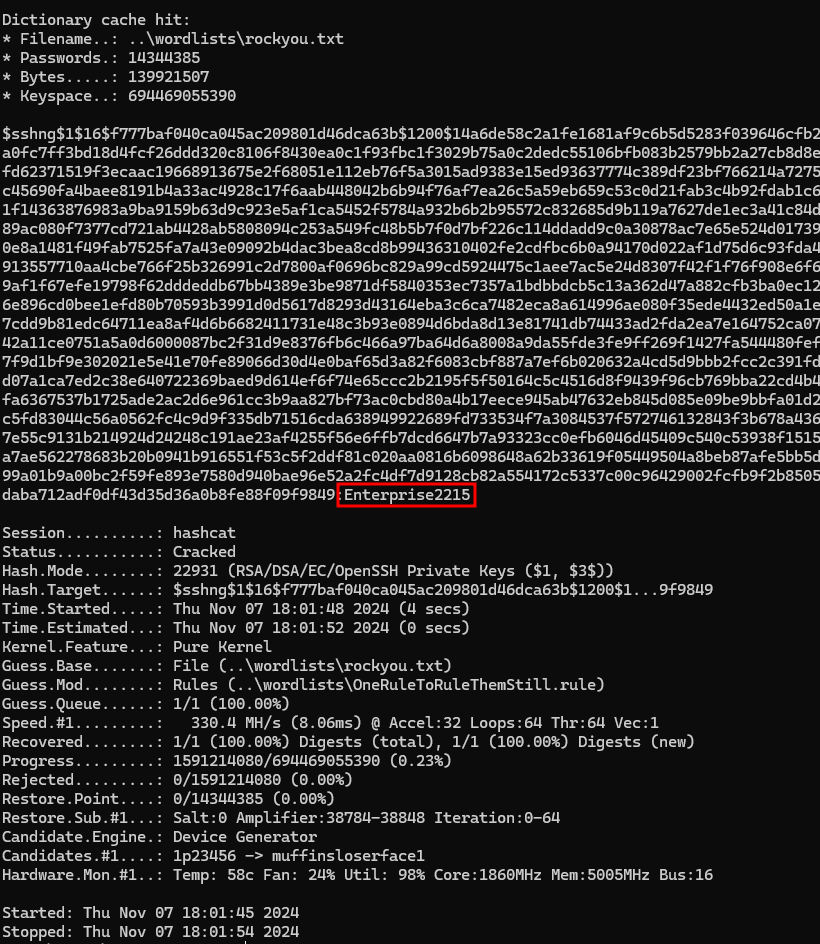 Dictionary cache hit:
* Filename..: ..\wordlists\rockyou.txt
* Passwords.: 14344385
* Bytes.....: 139921507
* Keyspace..: 694469055390
$sshng$1$16$f777baf040ca045ac209801d46dca63b$1200$14a6de58c2a1fe1681af9c6b5d5283f039646cfb2
a0fc7ff3bd18d4fcf26ddd320c8106f8430ea0c1f93fbc1f3029b75a0c2dedc55106bfb083b2579bb2a27cb8d8e
fd62371519f3ecaac19668913675e2f68051e112eb76f5a3015ad9383e15ed93637774c389df23bf766214a7275
c45690fa4baee8191b4a33ac4928c17f6aab448042b6b94f76af7ea26c5a59eb659c53c0d21fab3c4b92fdab1c6
1f14363876983a9ba9159b63d9c923e5af1ca5452f5784a932b6b2b95572c832685d9b119a7627de1ec3a41c84d
89ac080f7377cd721ab4428ab5808094c253a549fc48b5b7f0d7bf226c114ddadd9c0a30878ac7e65e524d01739
0e8a1481f49fab7525fa7a43e09092b4dac3bea8cd8b99436310402fe2cdfbc6b0a94170d022af1d75d6c93fda4
913557710aa4cbe766f25b326991c2d7800af0696bc829a99cd5924475c1aee7ac5e24d8307f42f1f76f908e6f6
9af1f67efe19798f62dddeddb67bb4389e3be9871df5840353ec7357a1bdbbdcb5c13a362d47a882cfb3ba0ec12
6e896cd0bee1efd80b70593b3991d0d5617d8293d43164eba3c6ca7482eca8a614996ae080f35ede4432ed50a1e
7cdd9b81edc64711ea8af4d6b6682411731e48c3b93e0894d6bda8d13e81741db74433ad2fda2ea7e164752ca07
42a11ce0751a5a0d6000087bc2f31d9e8376fb6c466a97ba64d6a8008a9da55fde3fe9ff269f1427fa544480fef
7f9d1bf9e302021e5e41e70fe89066d30d4e0baf65d3a82f6083cbf887a7ef6b020632a4cd5d9bbb2fcc2c391fd
d07a1ca7ed2c38e640722369baed9d614ef6f74e65ccc2b2195f5f50164c5c4516d8f9439f96cb769bba22cd4b4
fa6367537b1725ade2ac2d6e961cc3b9aa827bf73ac0cbd80a4b17eece945ab47632eb845d085e09be9bbfa01d2
c5fd83044c56a0562fc4c9d9f335db71516cda638949922689fd733534f7a3084537f572746132843f3b678a436
7e55c9131b214924d24248c191ae23af4255f56e6ffb7dcd6647b7a93323cc0efb6046d45409c540c53938f1515
a7ae562278683b20b0941b916551f53c5f2ddf81c020aa0816b6098648a62b33619f05449504a8beb87afe5bb5d
99a01b9a00bc2f59fe893e7580d940bae96e52a2fc4df7d9128cb82a554172c5337c00c96429002fcfb9f2b8505
daba712adf0df43d35d36a0b8fe88f09f9849:Enterprise2215
Session..........: hashcat
Status...........: Cracked
Hash.Mode........: 22931 (RSA/DSA/EC/OpenSSH Private Keys ($1, $3$))
Hash.Target......: $sshng$1$16$f777baf040ca045ac209801d46dca63b$1200$1...9f9849
Time.Started.....: Thu Nov 07 18:01:48 2024 (4 secs)
Time.Estimated...: Thu Nov 07 18:01:52 2024 (0 secs)
Kernel.Feature...: Pure Kernel
Guess.Base.......: File (..\wordlists\rockyou.txt)
Guess.Mod........: Rules (..\wordlists\OneRuleToRuleThemStill.rule)
Guess.Queue......: 1/1 (100.00%)
Speed.#1.........:   330.4 MH/s (8.06ms) @ Accel:32 Loops:64 Thr:64 Vec:1
Recovered........: 1/1 (100.00%) Digests (total), 1/1 (100.00%) Digests (new)
Progress.........: 1591214080/694469055390 (0.23%)
Rejected.........: 0/1591214080 (0.00%)
Restore.Point....: 0/14344385 (0.00%)
Restore.Sub.#1...: Salt:0 Amplifier:38784-38848 Iteration:0-64
Candidate.Engine.: Device Generator
Candidates.#1....: 1p23456 -> muffinsloserface1
Hardware.Mon.#1..: Temp: 58c Fan: 24% Util: 98% Core:1860MHz Mem:5005MHz Bus:16
Started: Thu Nov 07 18:01:45 2024
Stopped: Thu Nov 07 18:01:54 2024